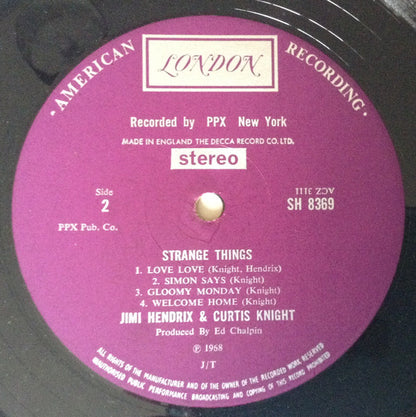 · AMERICAN RECORDING ·
LONDON
Recorded by PPX New York
MADE IN ENGLAND THE DECCA RECORD CO. LTD.
stereo
Side
2
PPX Pub. Co.
ACZ 3111
SH 8369
STRANGE THINGS
1. LOVE LOVE (Knight, Hendrix)
2. SIMON SAYS (Knight)
3. GLOOMY MONDAY (Knight)
4. WELCOME HOME (Knight)
JIMI HENDRIX & CURTIS KNIGHT
Produced By Ed Chalpin
℗ 1968
J/T
ALL RIGHTS OF THE MANUFACTURER AND OF THE OWNER OF THE RECORDED WORK RESERVED
UNAUTHORISED PUBLIC PERFORMANCE BROADCASTING AND COPYING OF THIS RECORD PROHIBITED